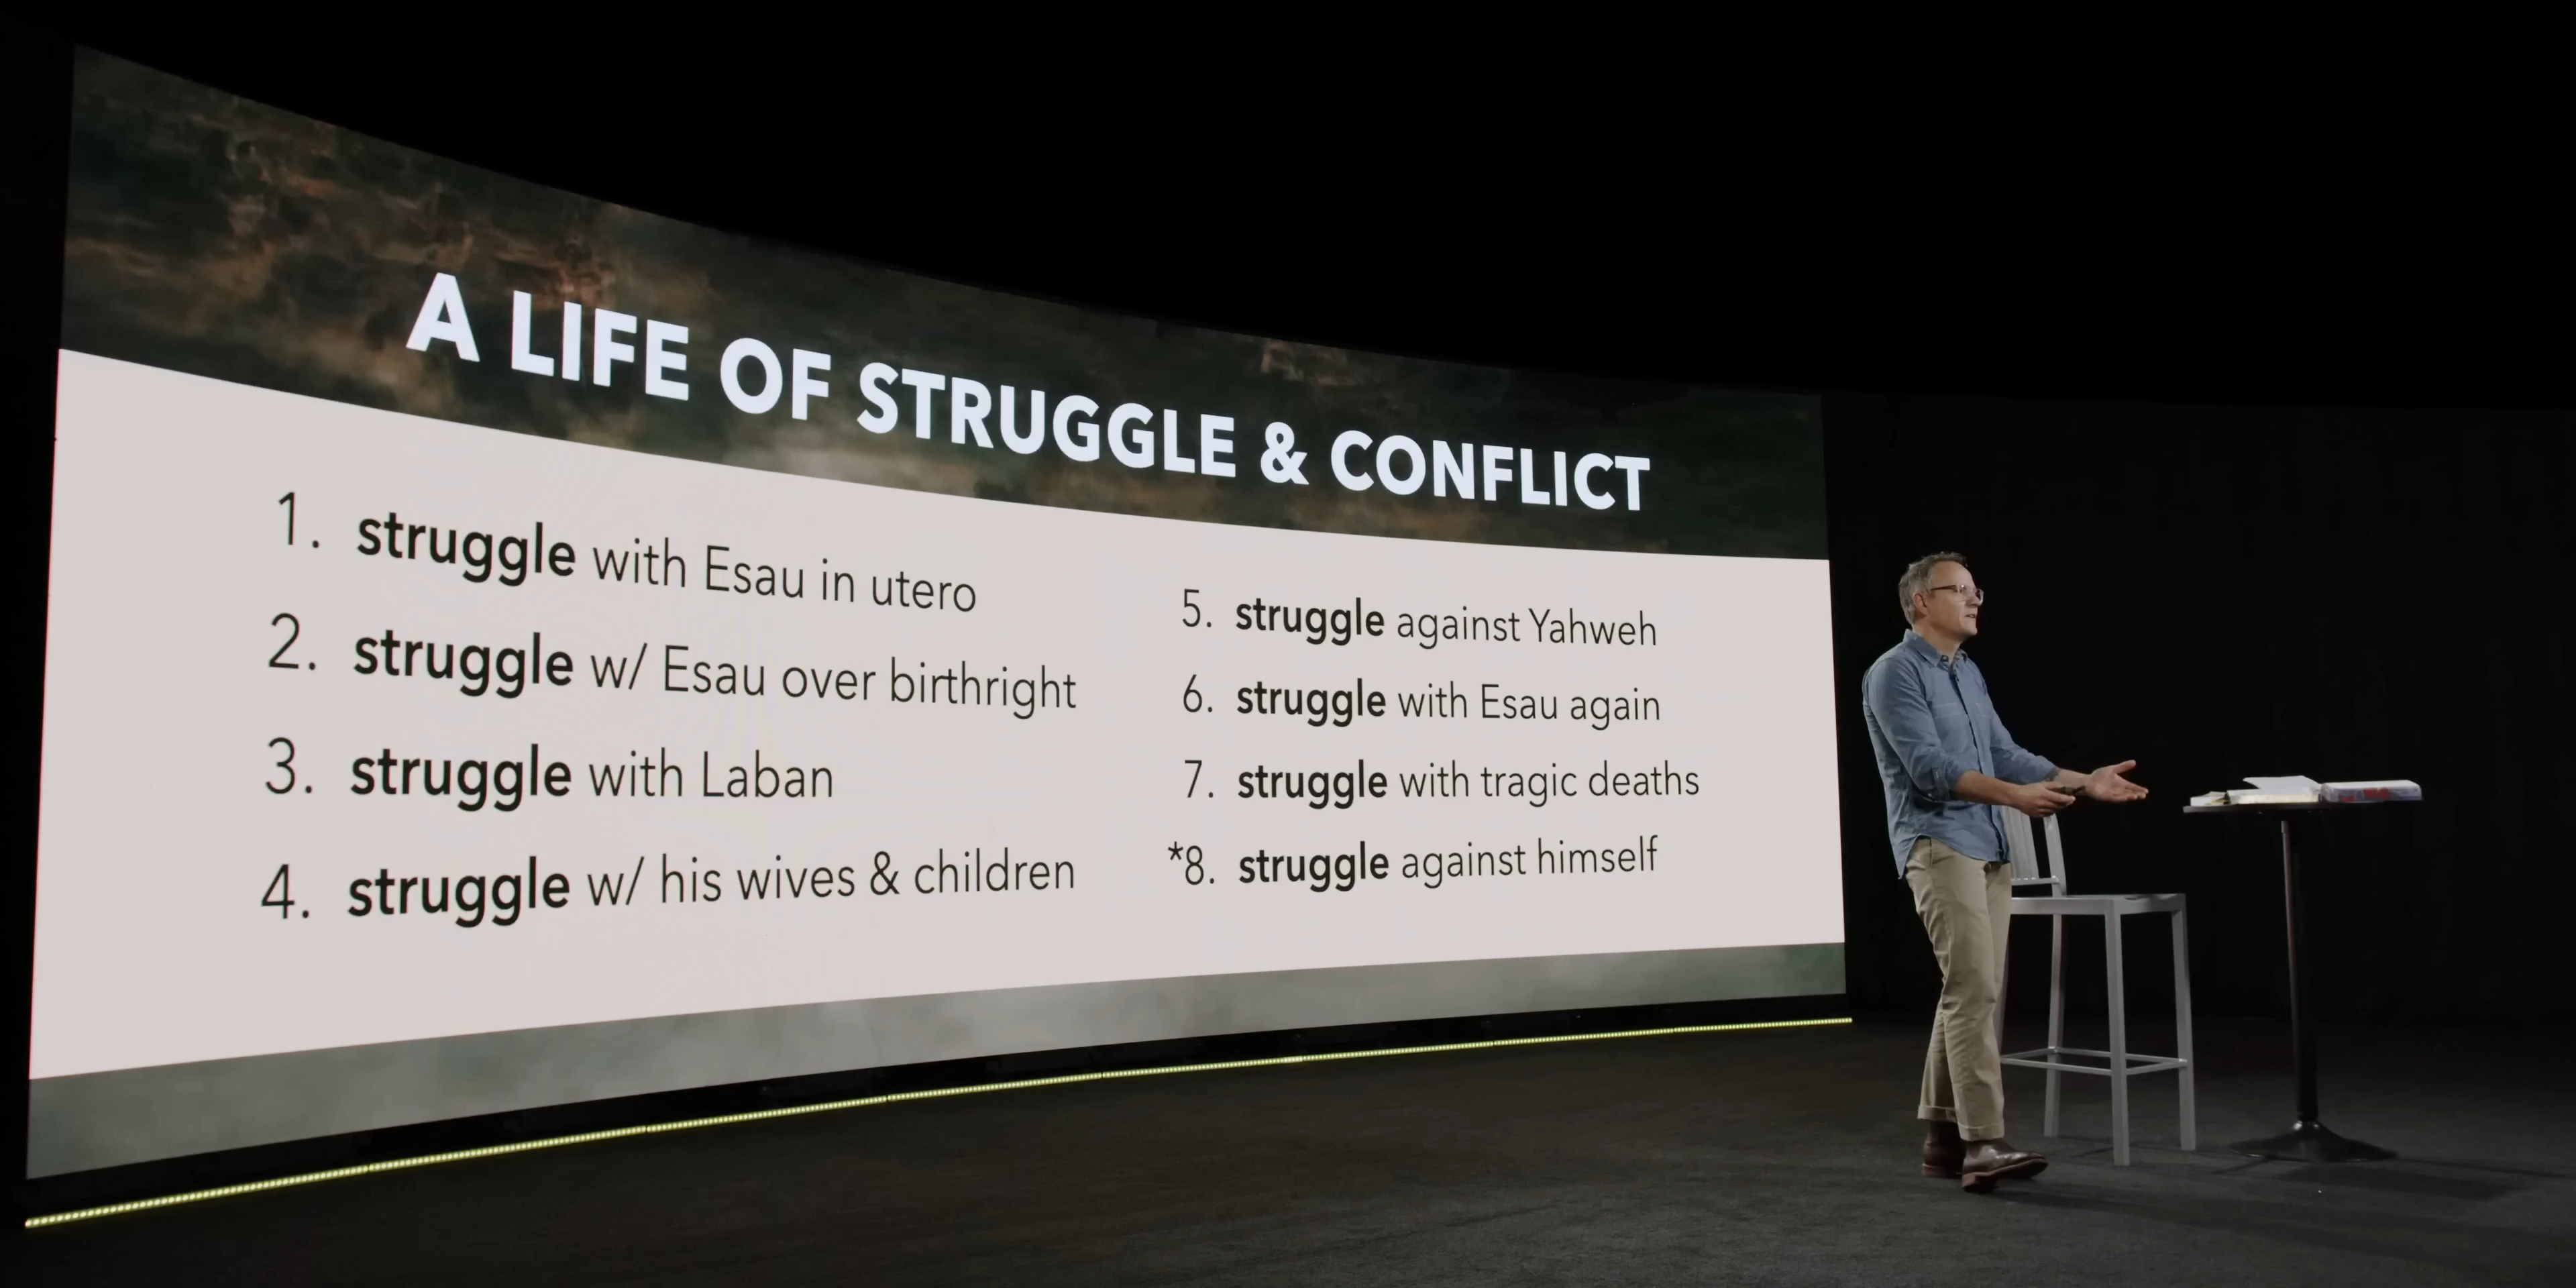 A LIFE OF STRUGGLE & CONFLICT
1. struggle with Esau in utero
2. struggle w/ Esau over birthright
3. struggle with Laban
4. struggle w/ his wives & children
5. struggle against Yahweh
6. struggle with Esau again
7. struggle with tragic deaths
*8. struggle against himself